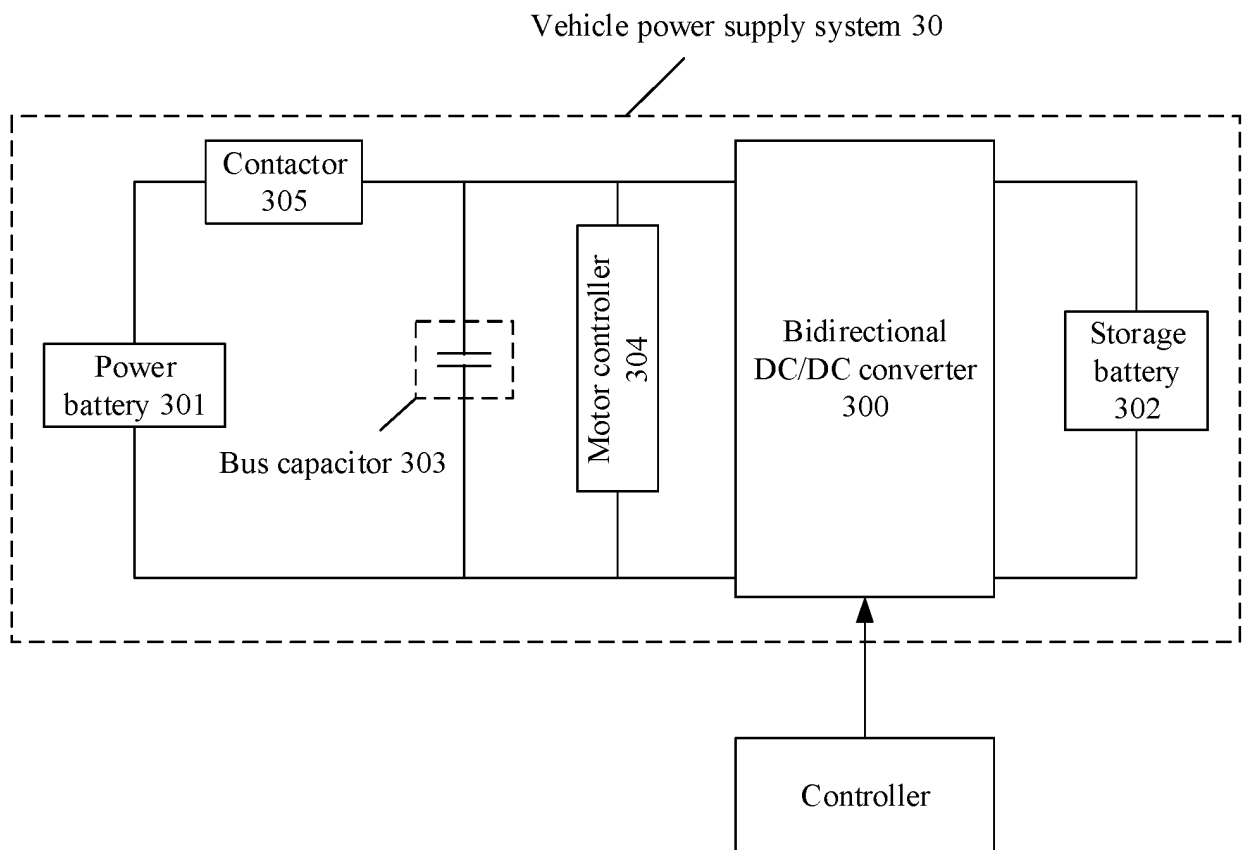 Vehicle power supply system 30
Contactor
305
Power
battery 301
Bus capacitor 303
Motor controller
304
Bidirectional
DC/DC converter
300
Storage
battery
302
Controller